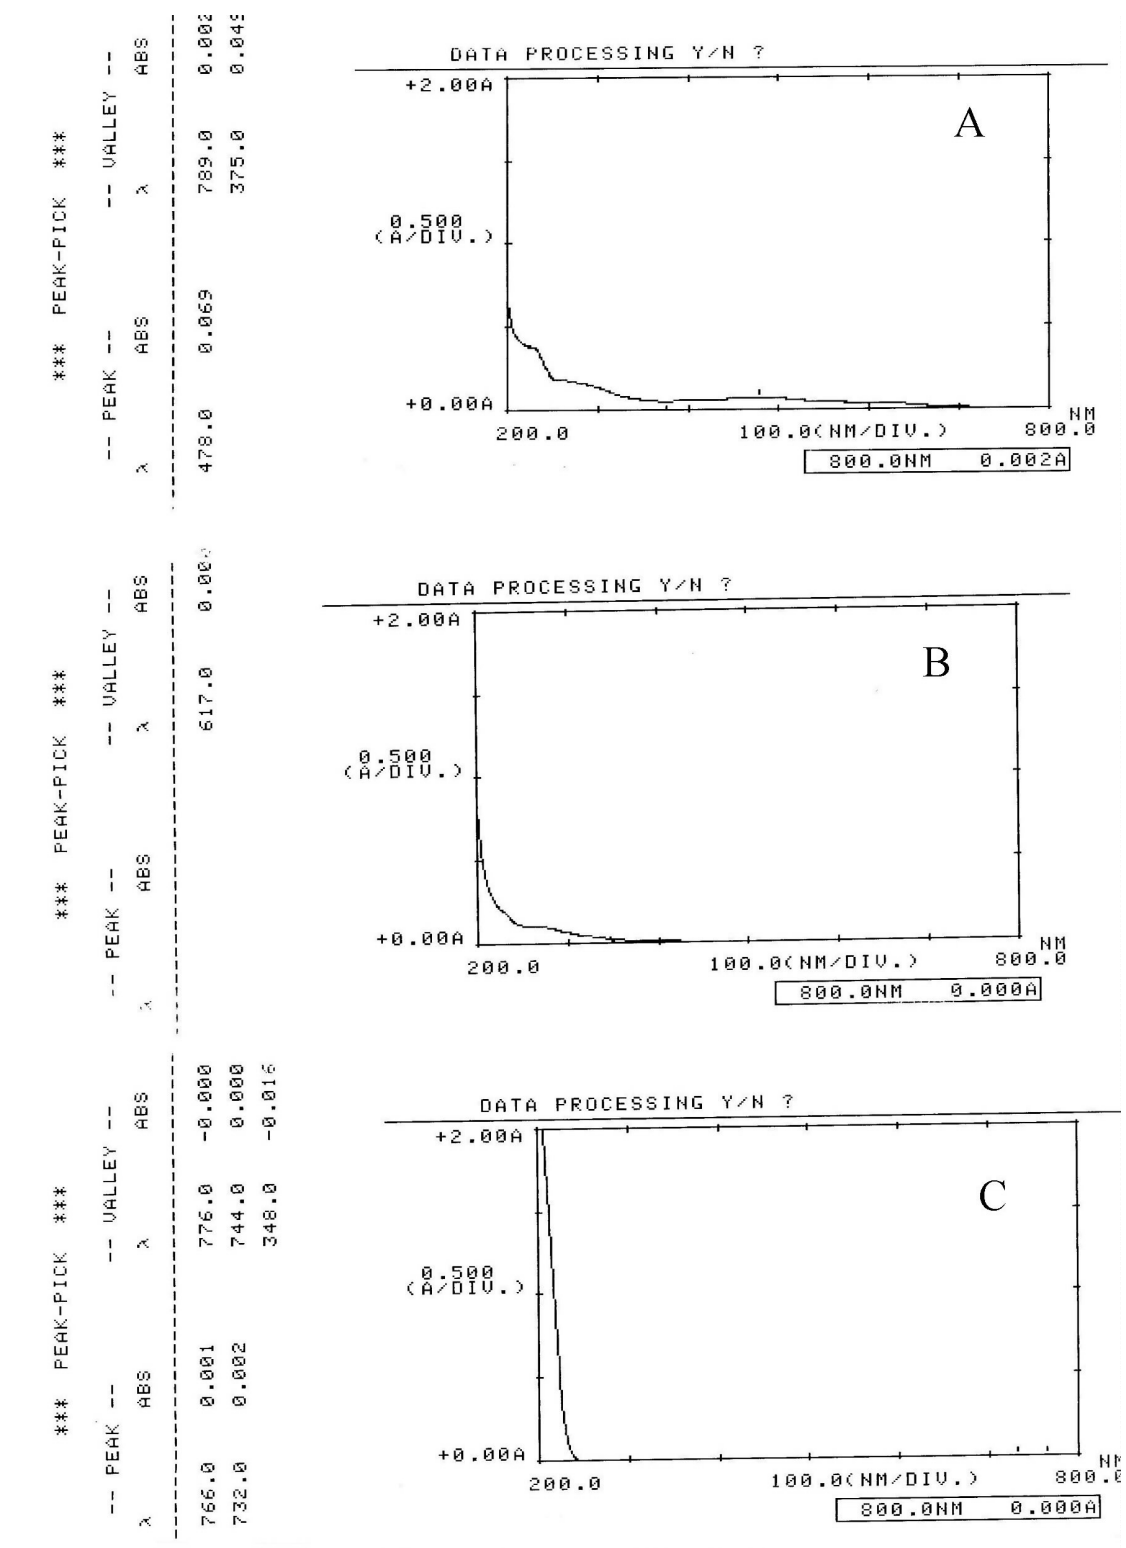 *** PEAK-PICK ***
-- PEAK -- -- VALLEY --
λ ABS λ ABS
478.0 0.069 789.0 0.002
375.0 0.049
DATA PROCESSING Y/N ?
+2.00A
A
0.500
(A/DIV.)
+0.00A
NM
200.0 100.0(NM/DIV.) 800.0
800.0NM 0.002A
*** PEAK-PICK ***
-- PEAK -- -- VALLEY --
λ ABS λ ABS
617.0
DATA PROCESSING Y/N ?
+2.00A
B
0.500
(A/DIV.)
+0.00A
NM
200.0 100.0(NM/DIV.) 800.0
800.0NM 0.000A
*** PEAK-PICK ***
-- PEAK -- -- VALLEY --
λ ABS λ ABS
766.0 0.001 776.0 -0.000
732.0 0.002 744.0 0.000
348.0 -0.016
DATA PROCESSING Y/N ?
+2.00A
C
0.500
(A/DIV.)
+0.00A
NM
200.0 100.0(NM/DIV.) 800.0
800.0NM 0.000A